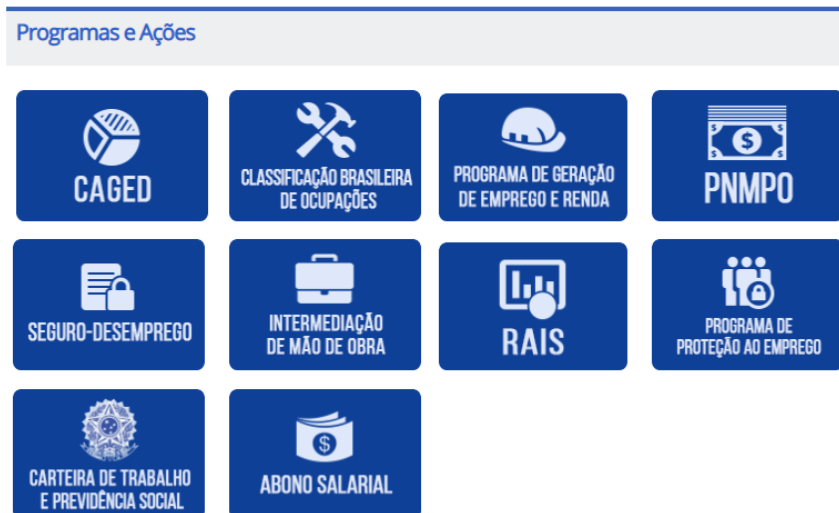 Programas e Ações
CAGED
CLASSIFICAÇÃO BRASILEIRA
DE OCUPAÇÕES
PROGRAMA DE GERAÇÃO
DE EMPREGO E RENDA
PNMPO
SEGURO-DESEMPREGO
INTERMEDIAÇÃO
DE MÃO DE OBRA
RAIS
PROGRAMA DE
PROTEÇÃO AO EMPREGO
CARTEIRA DE TRABALHO
E PREVIDÊNCIA SOCIAL
ABONO SALARIAL